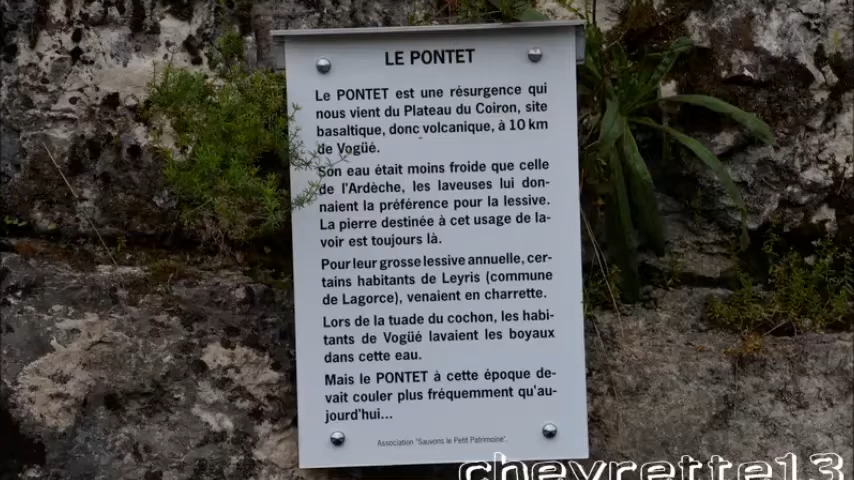 LE PONTET
Le PONTET est une résurgence qui
nous vient du Plateau du Coiron, site
basaltique, donc volcanique, à 10 km
de Vogüé.
Son eau était moins froide que celle
de l'Ardèche, les laveuses lui don-
naient la préférence pour la lessive.
La pierre destinée à cet usage de la-
voir est toujours là.
Pour leur grosse lessive annuelle, cer-
tains habitants de Leyris (commune
de Lagorce), venaient en charrette.
Lors de la tuade du cochon, les habi-
tants de Vogüé lavaient les boyaux
dans cette eau.
Mais le PONTET à cette époque de-
vait couler plus fréquemment qu'au-
jourd'hui...
Association "Sauvons le Petit Patrimoine".
chevrette13